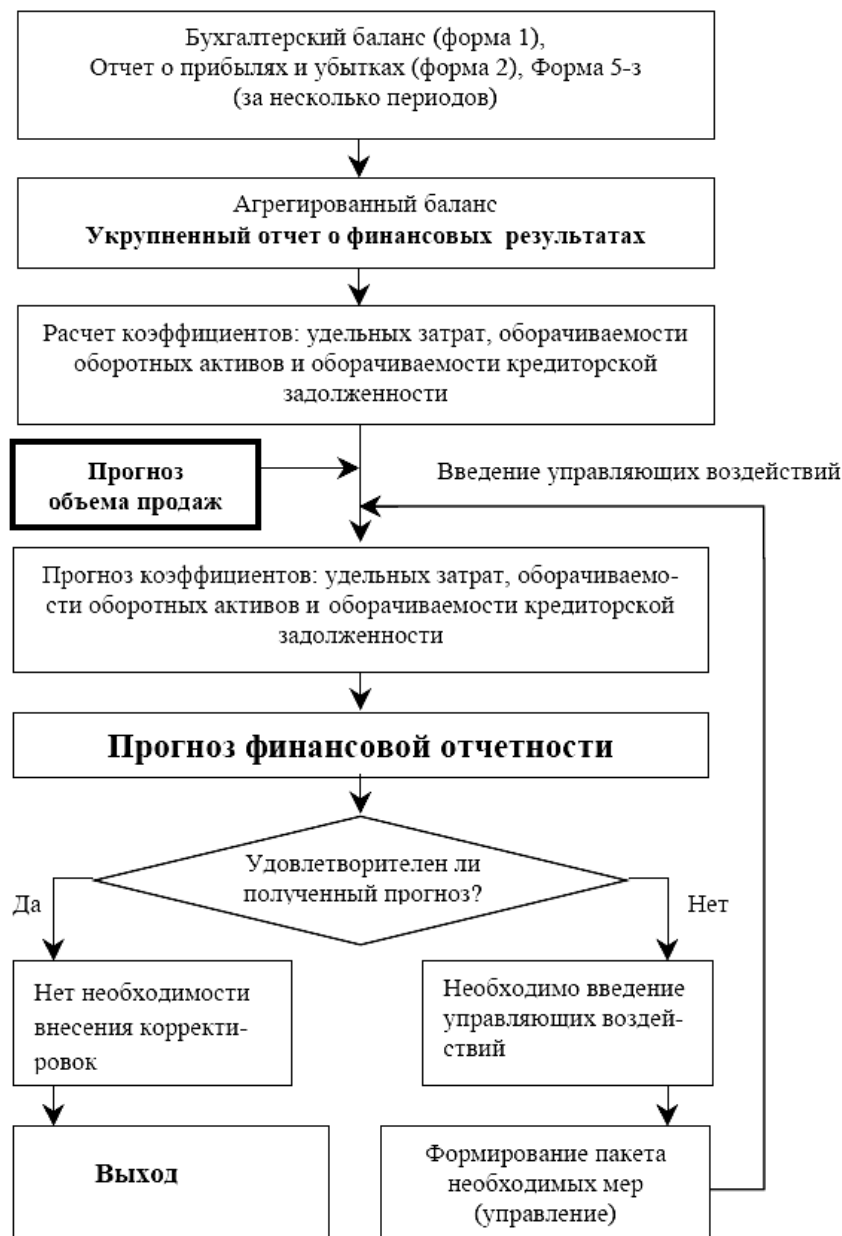 Бухгалтерский баланс (форма 1),
Отчет о прибылях и убытках (форма 2), Форма 5-з
(за несколько периодов)
Агрегированный баланс
Укрупненный отчет о финансовых результатах
Расчет коэффициентов: удельных затрат, оборачиваемости
оборотных активов и оборачиваемости кредиторской
задолженности
Прогноз
объема продаж
Введение управляющих воздействий
Прогноз коэффициентов: удельных затрат, оборачиваемо-
сти оборотных активов и оборачиваемости кредиторской
задолженности
Прогноз финансовой отчетности
Удовлетворителен ли
полученный прогноз?
Да
Нет
Нет необходимости
внесения корректи-
ровок
Необходимо введение
управляющих воздей-
ствий
Выход
Формирование пакета
необходимых мер
(управление)